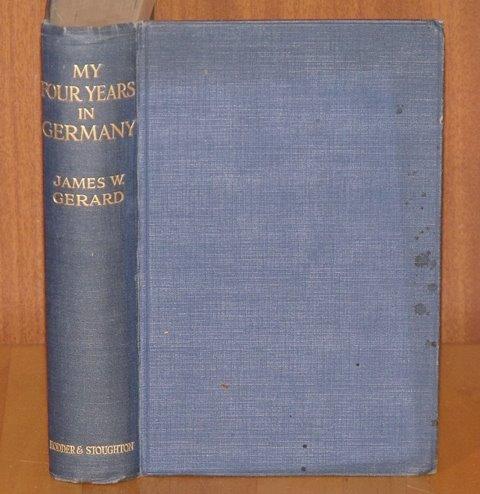 MY
FOUR YEARS
IN
GERMANY
JAMES W.
GERARD
HODDER & STOUGHTON